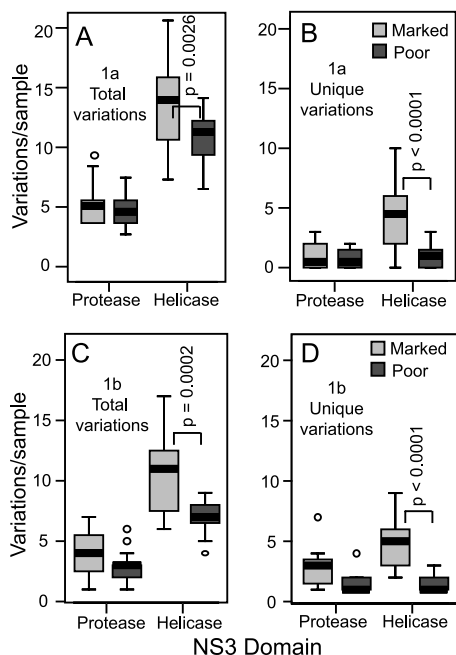 Variations/sample
20
15
10
5
0
A
1a
Total
variations
p = 0.0026
Protease Helicase
20
15
10
5
0
B
Marked
Poor
1a
Unique
variations
p < 0.0001
Protease Helicase
Variations/sample
20
15
10
5
0
C
1b
Total
variations
p = 0.0002
Protease Helicase
20
15
10
5
0
D
Marked
Poor
1b
Unique
variations
p < 0.0001
Protease Helicase
NS3 Domain